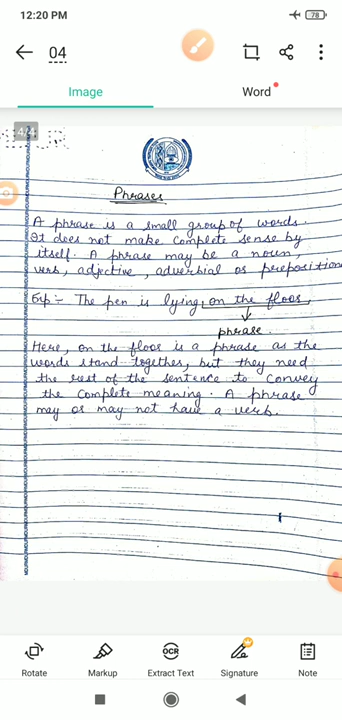 12:20 PM
78
04
Image
Word
4/4
Phrases
A phrase is a small group of words.
It does not make complete sense by
itself. A phrase may be a noun,
verb, adjective, adverbial or preposition
Exp :- The pen is lying on the floor.
phrase.
Here, on the floor is a phrase as the
words stand together, but they need
the rest of the sentence to convey
the complete meaning. A phrase
may or may not have a verb.
Rotate
Markup
OCR
Extract Text
Signature
Note